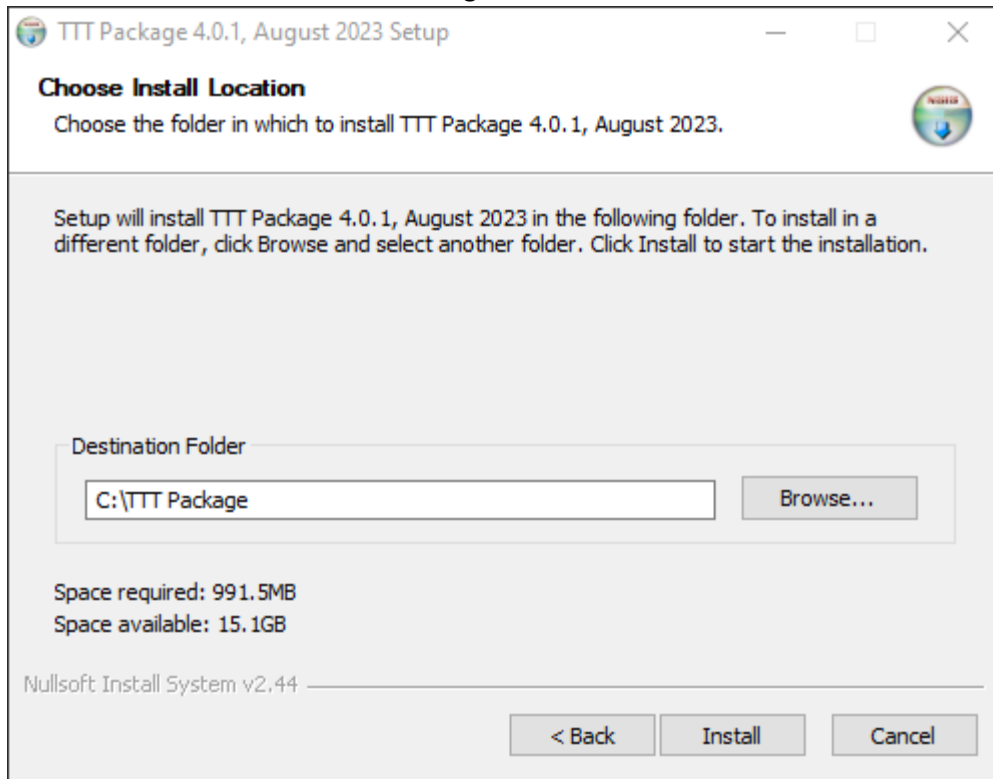 TTT Package 4.0.1, August 2023 Setup
Choose Install Location
Choose the folder in which to install TTT Package 4.0.1, August 2023.
Setup will install TTT Package 4.0.1, August 2023 in the following folder. To install in a
different folder, click Browse and select another folder. Click Install to start the installation.
Destination Folder
C:\TTT Package
Browse...
Space required: 991.5MB
Space available: 15.1GB
Nullsoft Install System v2.44
< Back
Install
Cancel